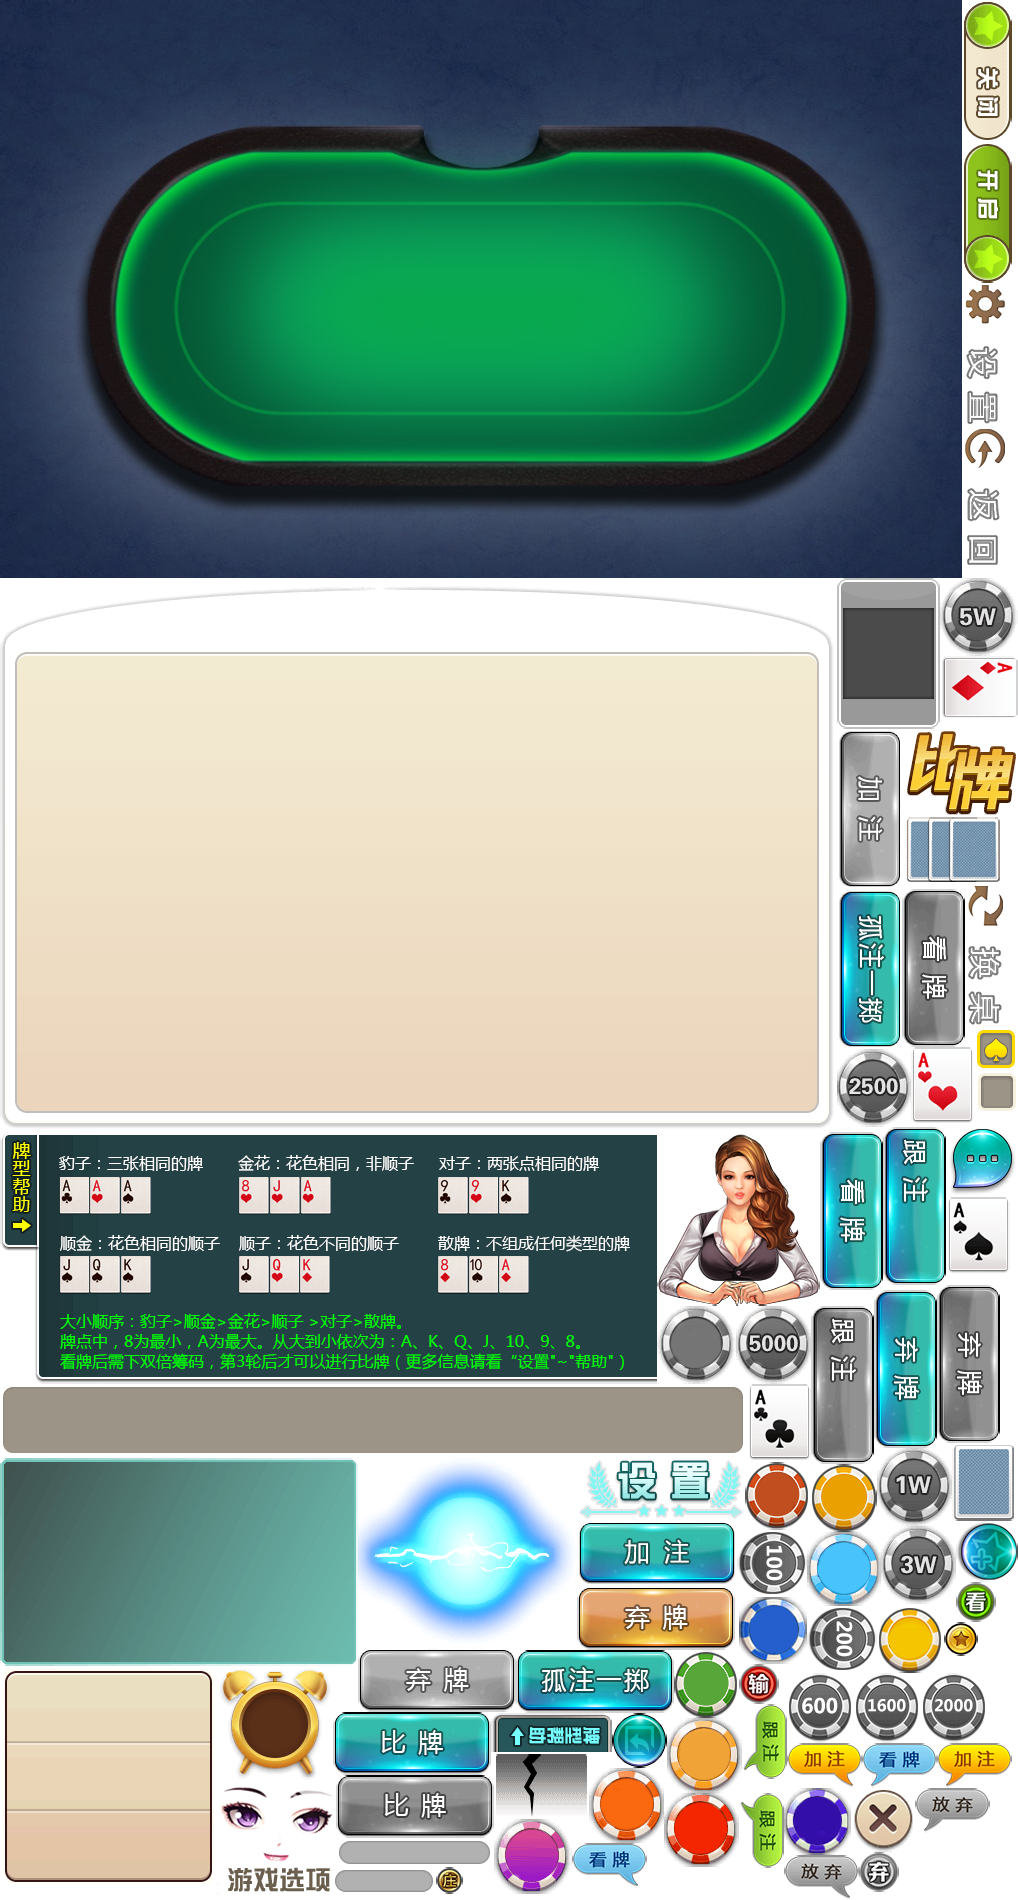 关闭
开启
设置
返回
5W
A
加注
比牌
孤注一掷
看牌
换桌
2500
A
牌型帮助
豹子：三张相同的牌
金花：花色相同，非顺子
对子：两张点相同的牌
A A A
8 J A
9 9 K
顺金：花色相同的顺子
顺子：花色不同的顺子
散牌：不组成任何类型的牌
J Q K
J Q K
8 10 A
大小顺序：豹子>顺金>金花>顺子 >对子>散牌。
牌点中，8为最小，A为最大。从大到小依次为：A、K、Q、J、10、9、8。
看牌后需下双倍筹码，第3轮后才可以进行比牌（更多信息请看“设置"~"帮助"）
看牌
跟注
A
5000
跟注
弃牌
弃牌
A
设置
1W
加注
100
3W
弃牌
200
看
弃牌
孤注一掷
输
600
1600
2000
比牌
牌型帮助
跟注
加注
看牌
加注
比牌
跟注
放弃
看牌
放弃
弃
游戏选项
庄